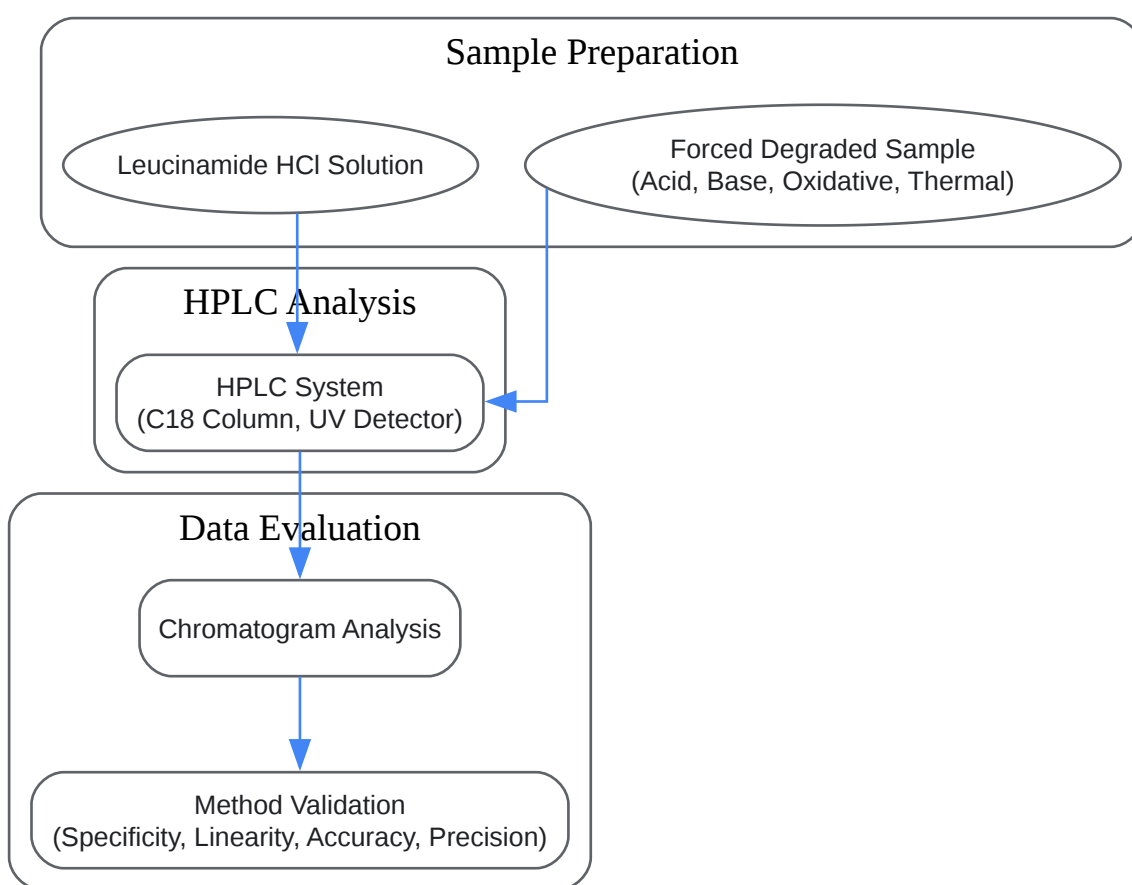 Sample Preparation
Leucinamide HCl Solution
Forced Degraded Sample
(Acid, Base, Oxidative, Thermal)
HPLC Analysis
HPLC System
(C18 Column, UV Detector)
Data Evaluation
Chromatogram Analysis
Method Validation
(Specificity, Linearity, Accuracy, Precision)